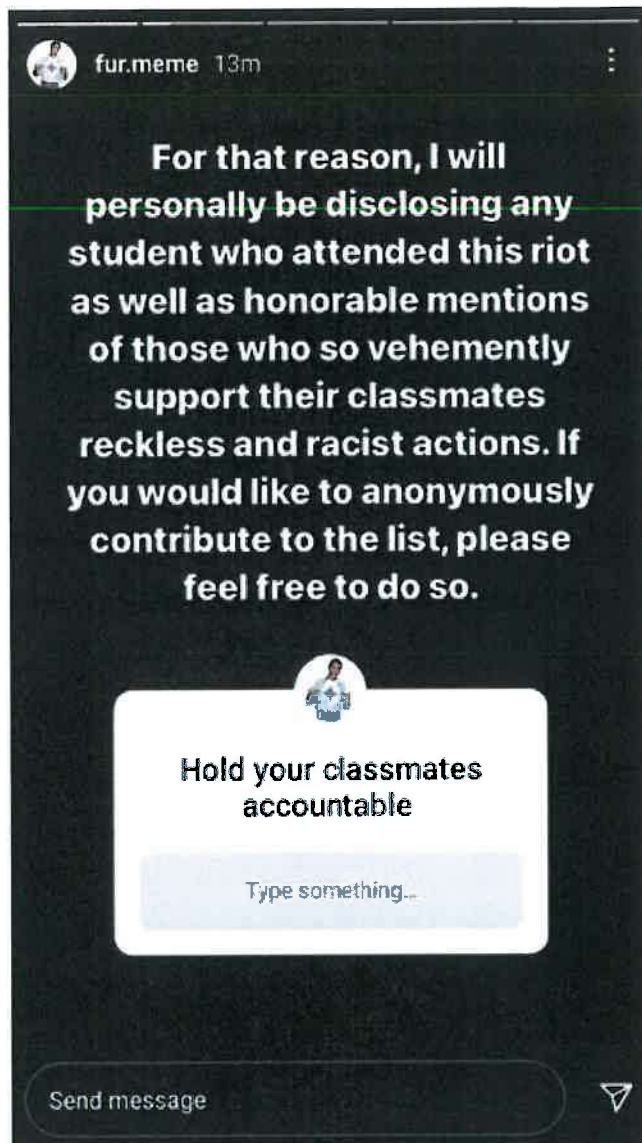 fur.meme 13m
For that reason, I will
personally be disclosing any
student who attended this riot
as well as honorable mentions
of those who so vehemently
support their classmates
reckless and racist actions. If
you would like to anonymously
contribute to the list, please
feel free to do so.
Hold your classmates
accountable
Type something...
Send message